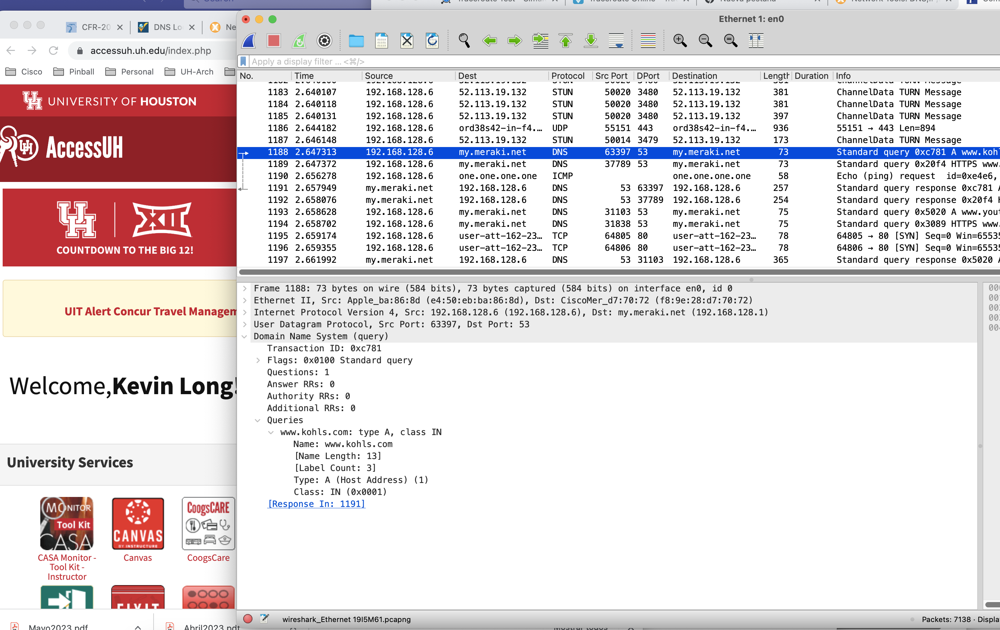 Search
Ethernet 1: en0
CFR-20
DNS Lo
Ne
accessuh.uh.edu/index.php
Cisco
Pinball
Personal
UH-Arch
UNIVERSITY OF HOUSTON
AccessUH
COUNTDOWN TO THE BIG 12!
UIT Alert Concur Travel Managem
Welcome,Kevin Long!
University Services
MONITOR
Tool Kit
CASA
CANVAS
BY INSTRUCTURE
CoogsCARE
CASA Monitor -
Tool Kit -
Instructor
Canvas
CoogsCare
FIXIT
Mayo2023.pdf
Abril2023.pdf
Apply a display filter ... <⌘/>
No. Time Source Dest Protocol Src Port DPort Destination Length Duration Info
1183 2.640107 192.168.128.6 52.113.19.132 STUN 50020 3480 52.113.19.132 381 ChannelData TURN Message
1184 2.640118 192.168.128.6 52.113.19.132 STUN 50020 3480 52.113.19.132 381 ChannelData TURN Message
1185 2.640131 192.168.128.6 52.113.19.132 STUN 50020 3480 52.113.19.132 397 ChannelData TURN Message
1186 2.644182 192.168.128.6 ord38s42-in-f4.… UDP 55151 443 ord38s42-in-f4.… 936 55151 → 443 Len=894
1187 2.646148 192.168.128.6 52.113.19.132 STUN 50014 3479 52.113.19.132 173 ChannelData TURN Message
1188 2.647313 192.168.128.6 my.meraki.net DNS 63397 53 my.meraki.net 73 Standard query 0xc781 A www.koh
1189 2.647372 192.168.128.6 my.meraki.net DNS 37789 53 my.meraki.net 73 Standard query 0x20f4 HTTPS www.
1190 2.656278 192.168.128.6 one.one.one.one ICMP one.one.one.one 58 Echo (ping) request id=0xe4e6,
1191 2.657949 my.meraki.net 192.168.128.6 DNS 53 63397 192.168.128.6 257 Standard query response 0xc781 A
1192 2.658076 my.meraki.net 192.168.128.6 DNS 53 37789 192.168.128.6 254 Standard query response 0x20f4 H
1193 2.658628 192.168.128.6 my.meraki.net DNS 31103 53 my.meraki.net 75 Standard query 0x5020 A www.yout
1194 2.658702 192.168.128.6 my.meraki.net DNS 31838 53 my.meraki.net 75 Standard query 0x3089 HTTPS www.
1195 2.659174 192.168.128.6 user-att-162-23… TCP 64805 80 user-att-162-23… 78 64805 → 80 [SYN] Seq=0 Win=65535
1196 2.659355 192.168.128.6 user-att-162-23… TCP 64806 80 user-att-162-23… 78 64806 → 80 [SYN] Seq=0 Win=65535
1197 2.661992 my.meraki.net 192.168.128.6 DNS 53 31103 192.168.128.6 365 Standard query response 0x5020 A
Frame 1188: 73 bytes on wire (584 bits), 73 bytes captured (584 bits) on interface en0, id 0
Ethernet II, Src: Apple_ba:86:8d (e4:50:eb:ba:86:8d), Dst: CiscoMer_d7:70:72 (f8:9e:28:d7:70:72)
Internet Protocol Version 4, Src: 192.168.128.6 (192.168.128.6), Dst: my.meraki.net (192.168.128.1)
User Datagram Protocol, Src Port: 63397, Dst Port: 53
Domain Name System (query)
Transaction ID: 0xc781
Flags: 0x0100 Standard query
Questions: 1
Answer RRs: 0
Authority RRs: 0
Additional RRs: 0
Queries
www.kohls.com: type A, class IN
Name: www.kohls.com
[Name Length: 13]
[Label Count: 3]
Type: A (Host Address) (1)
Class: IN (0x0001)
[Response In: 1191]
wireshark_Ethernet 19I5M61.pcapng
Packets: 7138 · Displa